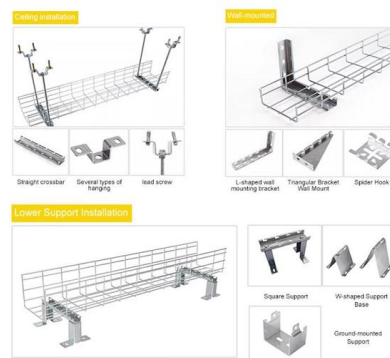 Ceiling installation
Wall-mounted
Straight crossbar
Several types of
hanging
lead screw
L-shaped wall
mounting bracket
Triangular Bracket
Wall Mount
Spider Hook
Lower Support Installation
Square Support
W-shaped Support
Base
Ground-mounted
Support